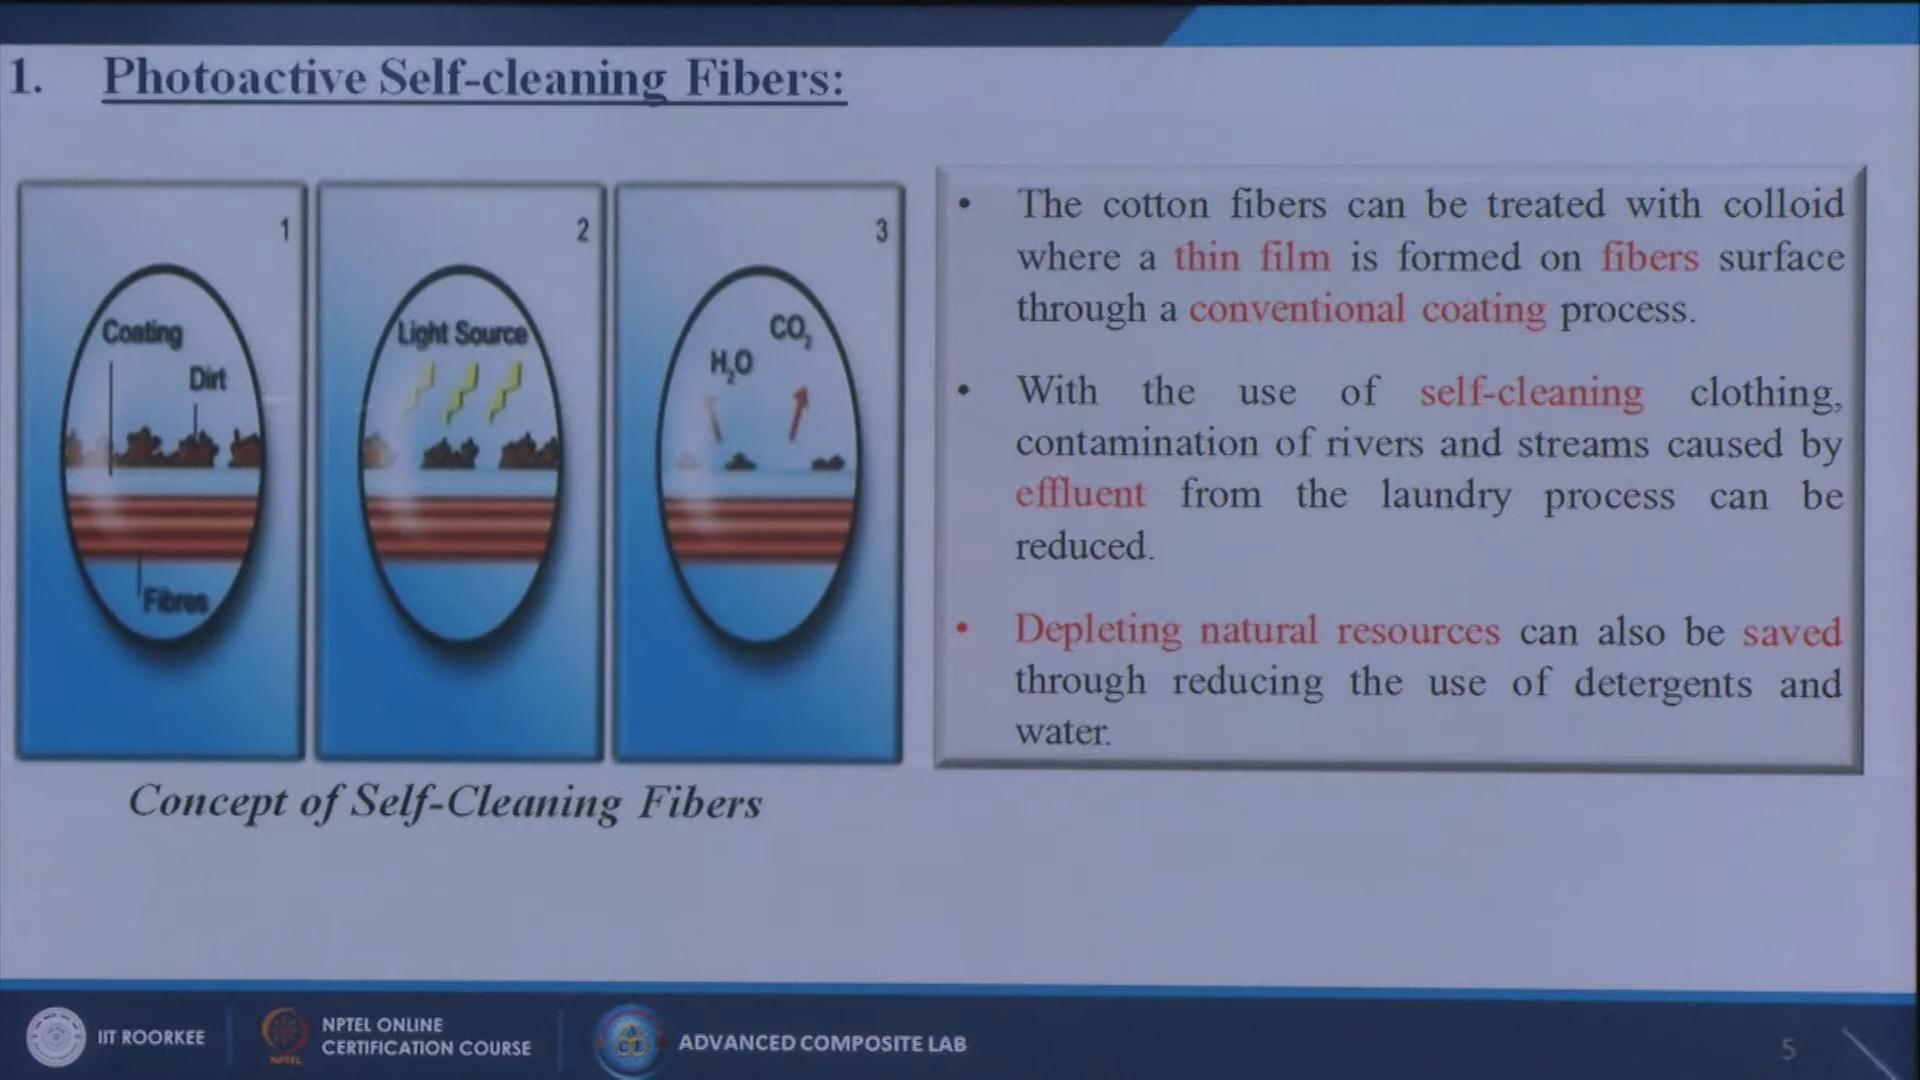 1. Photoactive Self-cleaning Fibers:
1
Coating
Dirt
Fibres
2
Light Source
3
H₂O
CO₂
Concept of Self-Cleaning Fibers
• The cotton fibers can be treated with colloid
where a thin film is formed on fibers surface
through a conventional coating process.
• With the use of self-cleaning clothing,
contamination of rivers and streams caused by
effluent from the laundry process can be
reduced.
• Depleting natural resources can also be saved
through reducing the use of detergents and
water.
IIT ROORKEE
NPTEL
NPTEL ONLINE
CERTIFICATION COURSE
ADVANCED COMPOSITE LAB
5